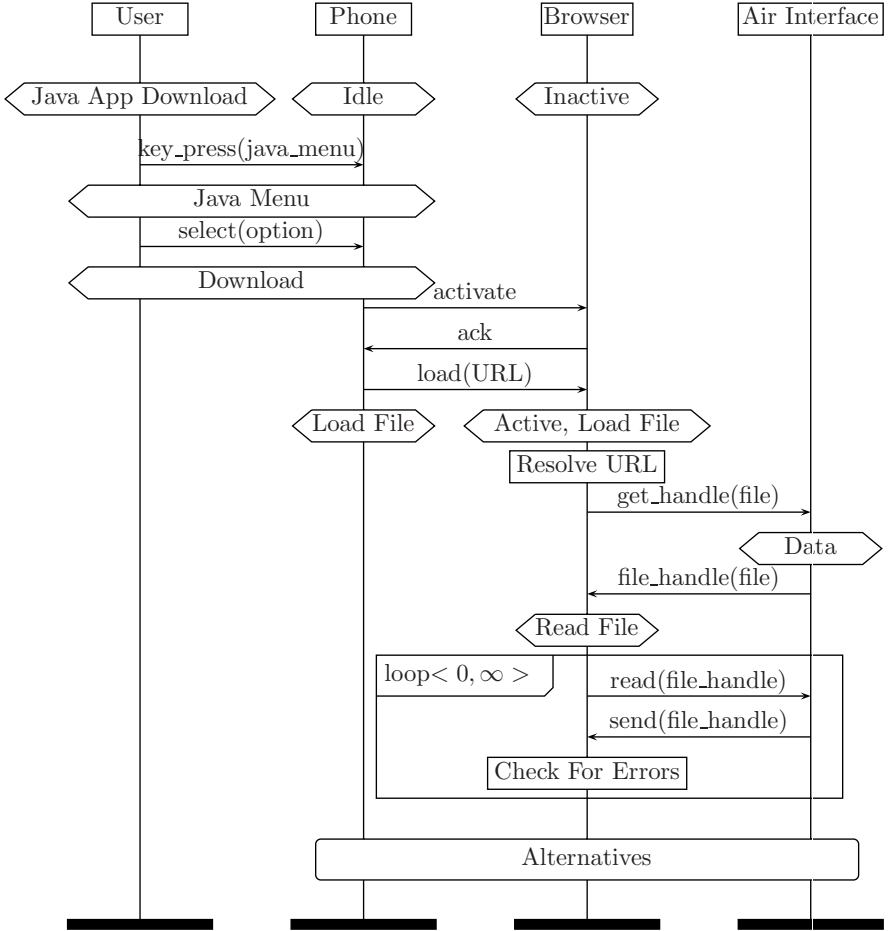 User Phone Browser Air Interface
Java App Download Idle Inactive
key_press(java_menu)
Java Menu
select(option)
Download
activate
ack
load(URL)
Load File Active, Load File
Resolve URL
get_handle(file)
Data
file_handle(file)
Read File
loop< 0, ∞ >
read(file_handle)
send(file_handle)
Check For Errors
Alternatives